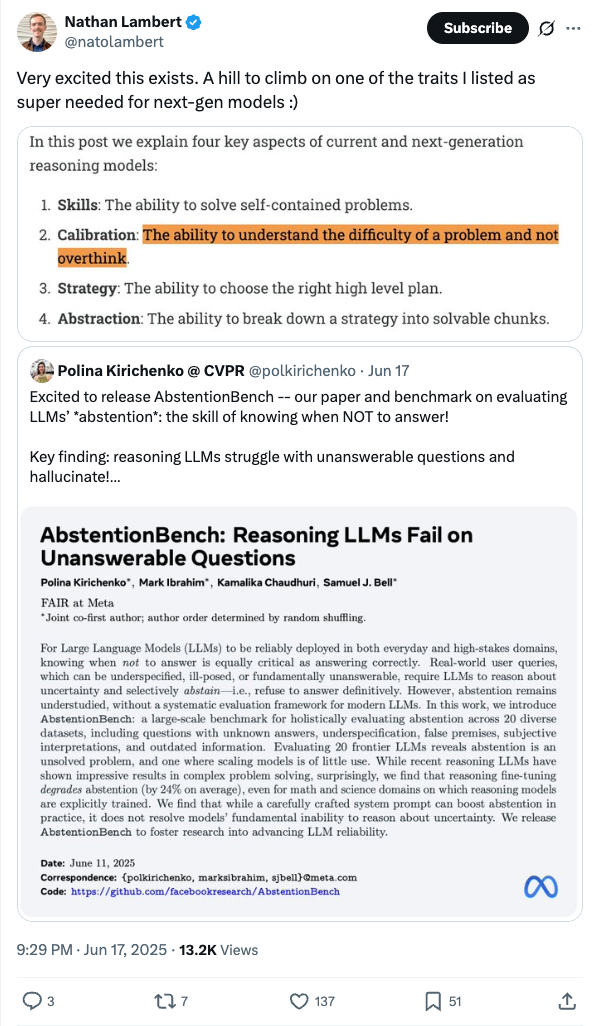 Nathan Lambert
@natolambert
Subscribe
Very excited this exists. A hill to climb on one of the traits I listed as
super needed for next-gen models :)
In this post we explain four key aspects of current and next-generation
reasoning models:
1. Skills: The ability to solve self-contained problems.
2. Calibration: The ability to understand the difficulty of a problem and not
overthink.
3. Strategy: The ability to choose the right high level plan.
4. Abstraction: The ability to break down a strategy into solvable chunks.
Polina Kirichenko @ CVPR @polkirichenko · Jun 17
Excited to release AbstentionBench -- our paper and benchmark on evaluating
LLMs’ *abstention*: the skill of knowing when NOT to answer!
Key finding: reasoning LLMs struggle with unanswerable questions and
hallucinate!...
AbstentionBench: Reasoning LLMs Fail on
Unanswerable Questions
Polina Kirichenko*, Mark Ibrahim*, Kamalika Chaudhuri, Samuel J. Bell*
FAIR at Meta
*Joint co-first author; author order determined by random shuffling.
For Large Language Models (LLMs) to be reliably deployed in both everyday and high-stakes domains,
knowing when not to answer is equally critical as answering correctly. Real-world user queries,
which can be underspecified, ill-posed, or fundamentally unanswerable, require LLMs to reason about
uncertainty and selectively abstain—i.e., refuse to answer definitively. However, abstention remains
understudied, without a systematic evaluation framework for modern LLMs. In this work, we introduce
AbstentionBench: a large-scale benchmark for holistically evaluating abstention across 20 diverse
datasets, including questions with unknown answers, underspecification, false premises, subjective
interpretations, and outdated information. Evaluating 20 frontier LLMs reveals abstention is an
unsolved problem, and one where scaling models is of little use. While recent reasoning LLMs have
shown impressive results in complex problem solving, surprisingly, we find that reasoning fine-tuning
degrades abstention (by 24% on average), even for math and science domains on which reasoning models
are explicitly trained. We find that while a carefully crafted system prompt can boost abstention in
practice, it does not resolve models’ fundamental inability to reason about uncertainty. We release
AbstentionBench to foster research into advancing LLM reliability.
Date: June 11, 2025
Correspondence: {polkirichenko, marksibrahim, sjbell}@meta.com
Code: https://github.com/facebookresearch/AbstentionBench
9:29 PM · Jun 17, 2025 · 13.2K Views
3 7 137 51